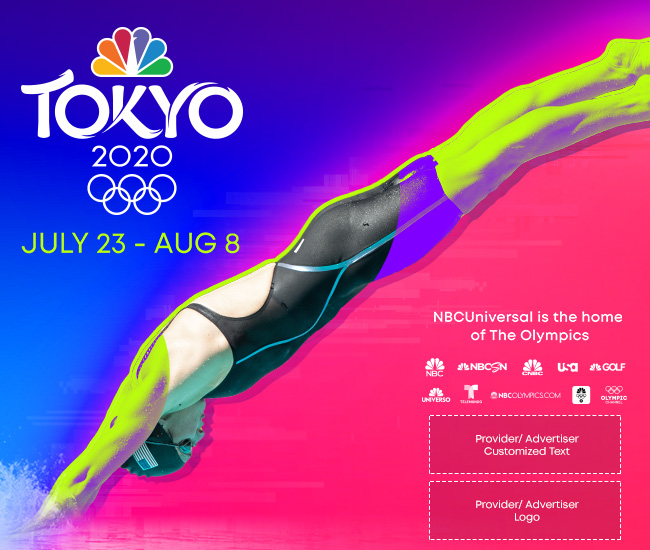 TOKYO
2020
JULY 23 - AUG 8
NBCUniversal is the home
of The Olympics
NBC NBCSN CNBC USA GOLF
UNIVERSO TELEMUNDO NBCOLYMPICS.COM OLYMPIC CHANNEL
Provider/ Advertiser
Customized Text
Provider/ Advertiser
Logo